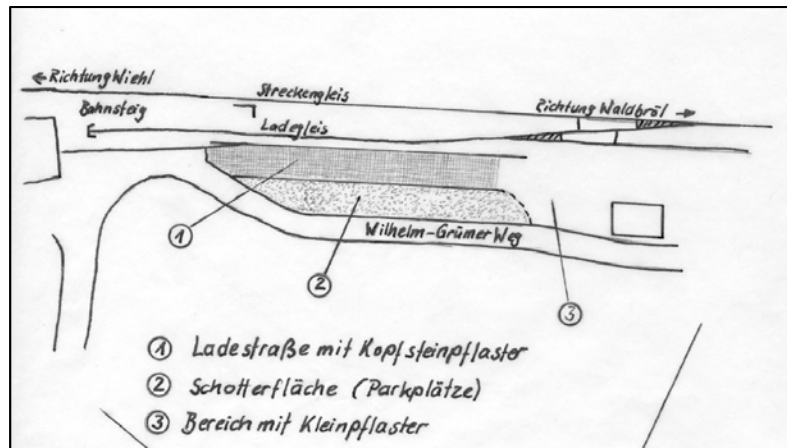 ← Richtung Wiehl
Streckengleis
Richtung Waldbröl →
Bahnsteig
Ladegleis
Wilhelm-Grümer Weg
1
2
3
① Ladestraße mit Kopfsteinpflaster
② Schotterfläche (Parkplätze)
③ Bereich mit Kleinpflaster